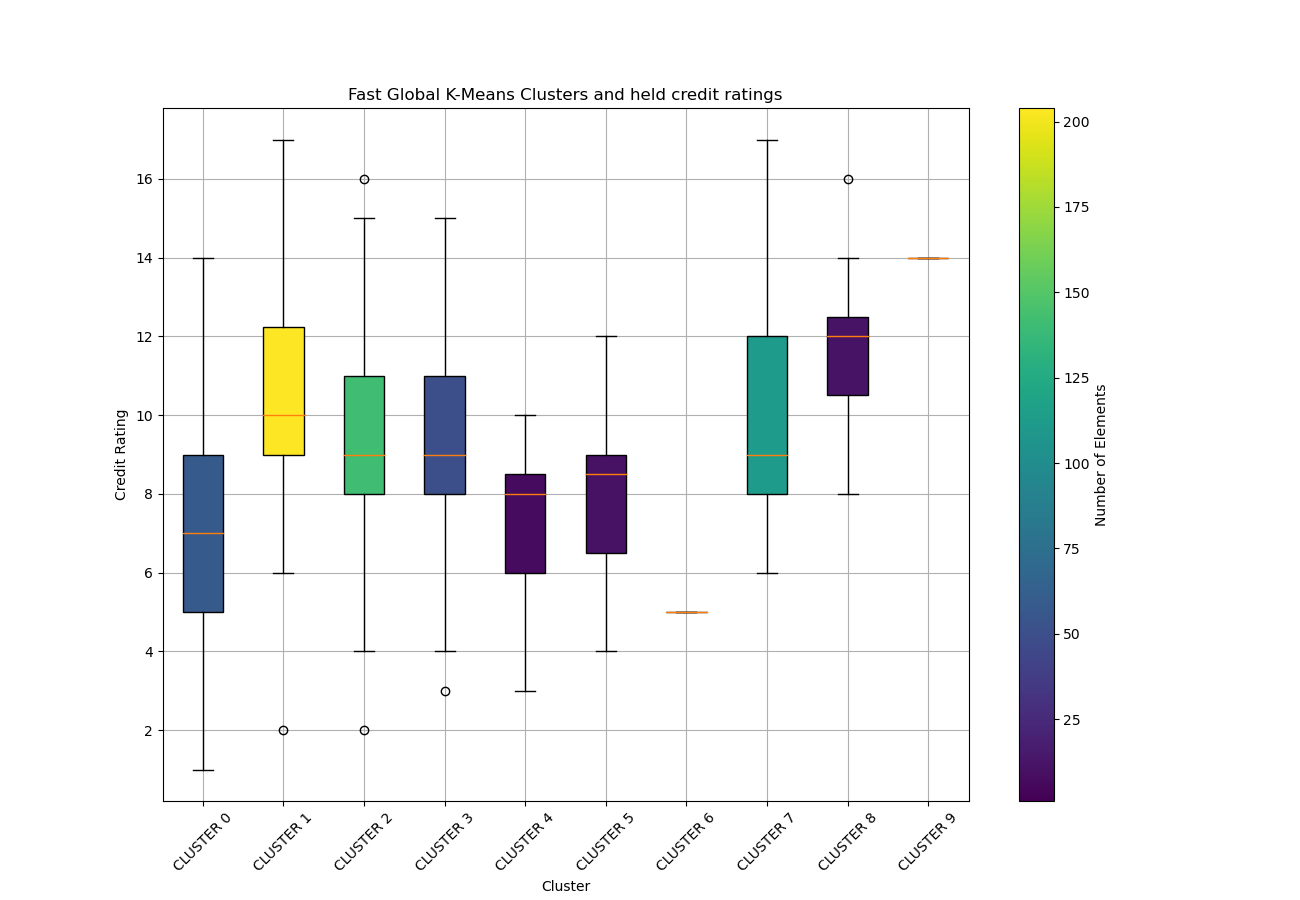 Fast Global K-Means Clusters and held credit ratings
Credit Rating
16
14
12
10
8
6
4
2
CLUSTER 0
CLUSTER 1
CLUSTER 2
CLUSTER 3
CLUSTER 4
CLUSTER 5
CLUSTER 6
CLUSTER 7
CLUSTER 8
CLUSTER 9
Cluster
200
175
150
125
100
75
50
25
Number of Elements